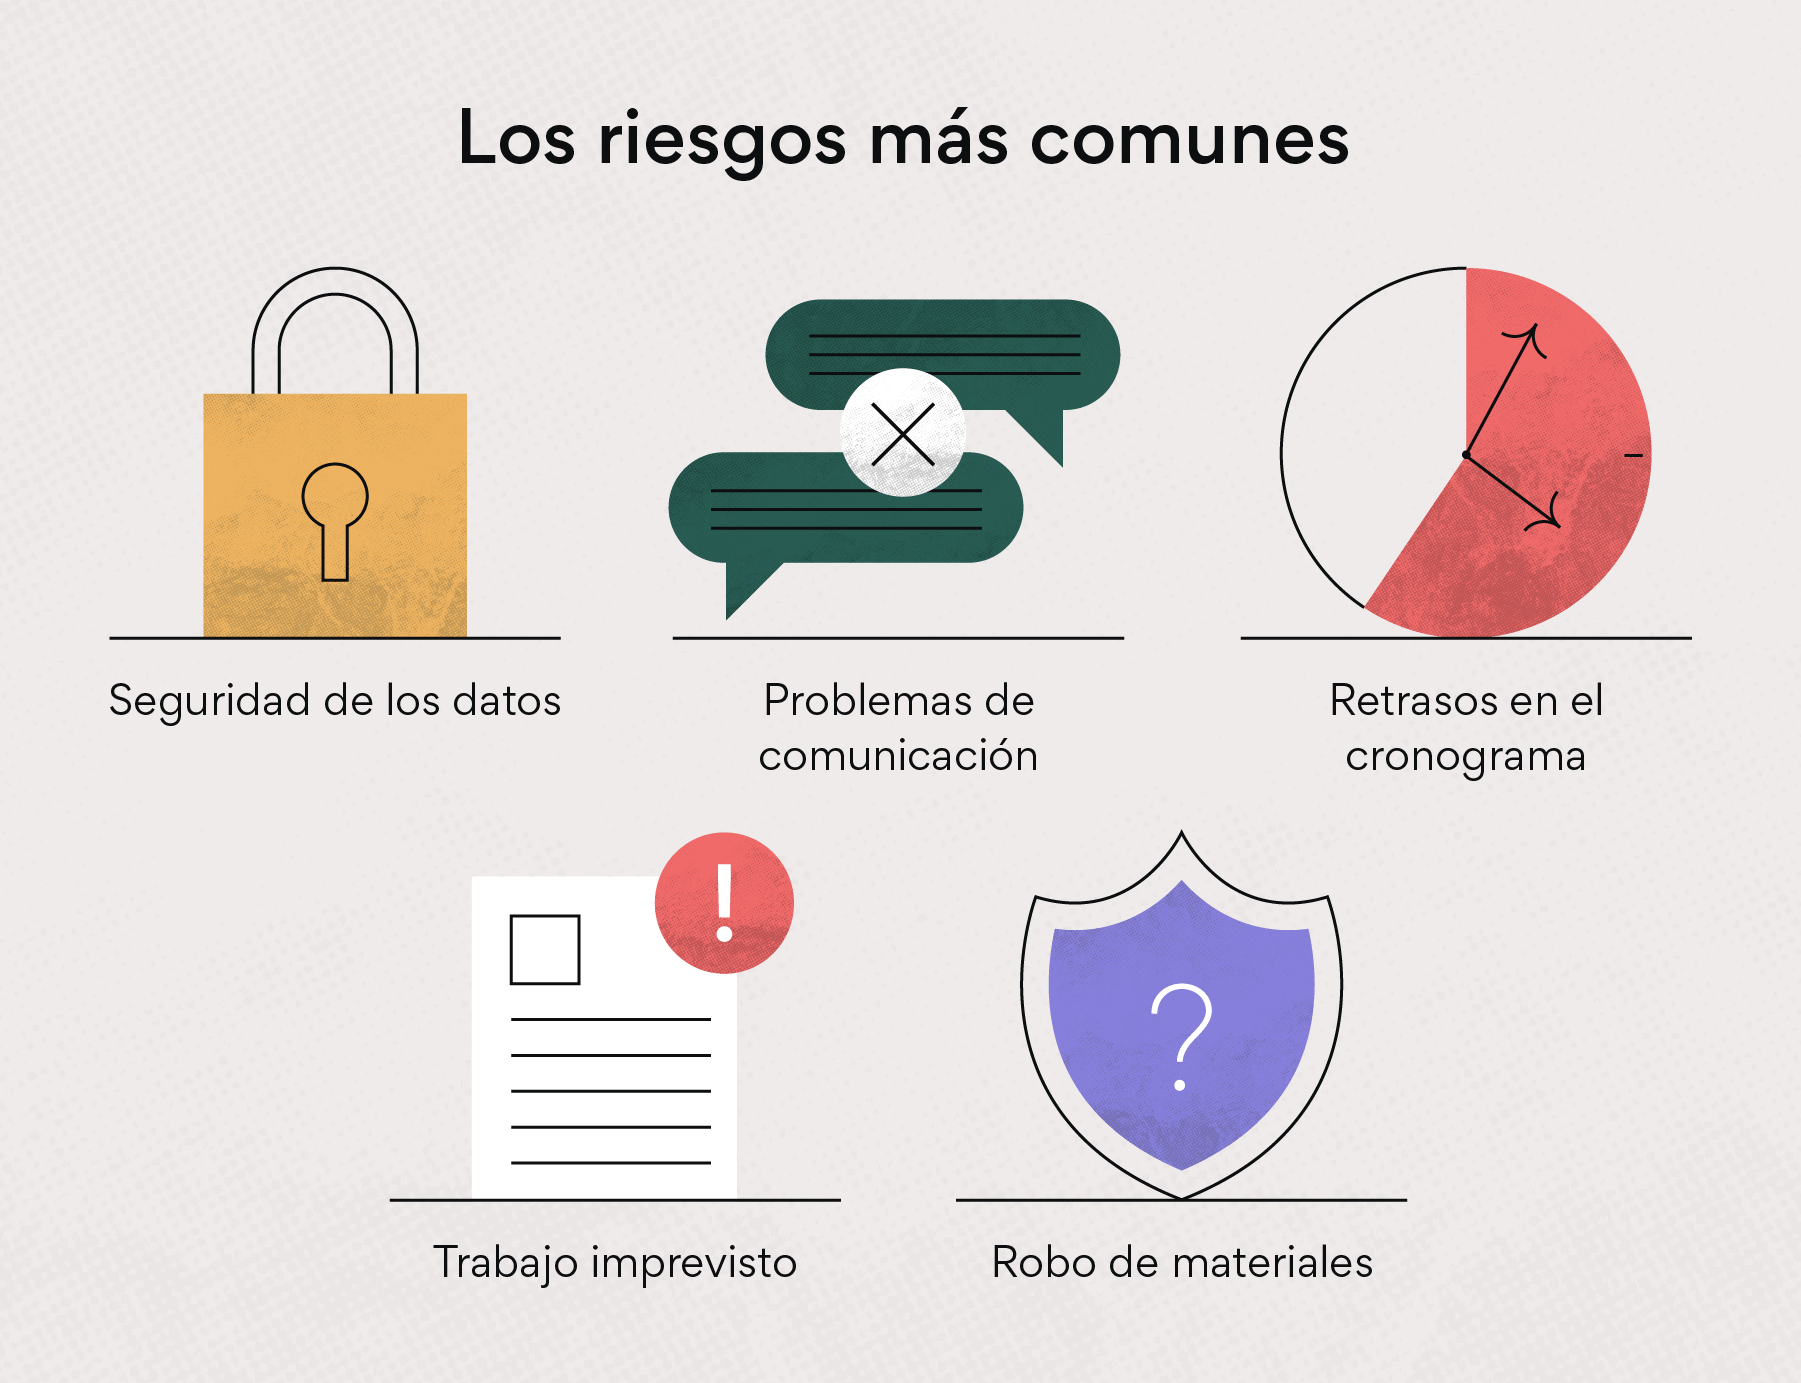 Los riesgos más comunes
Seguridad de los datos
Problemas de
comunicación
Retrasos en el
cronograma
!
?
Trabajo imprevisto
Robo de materiales